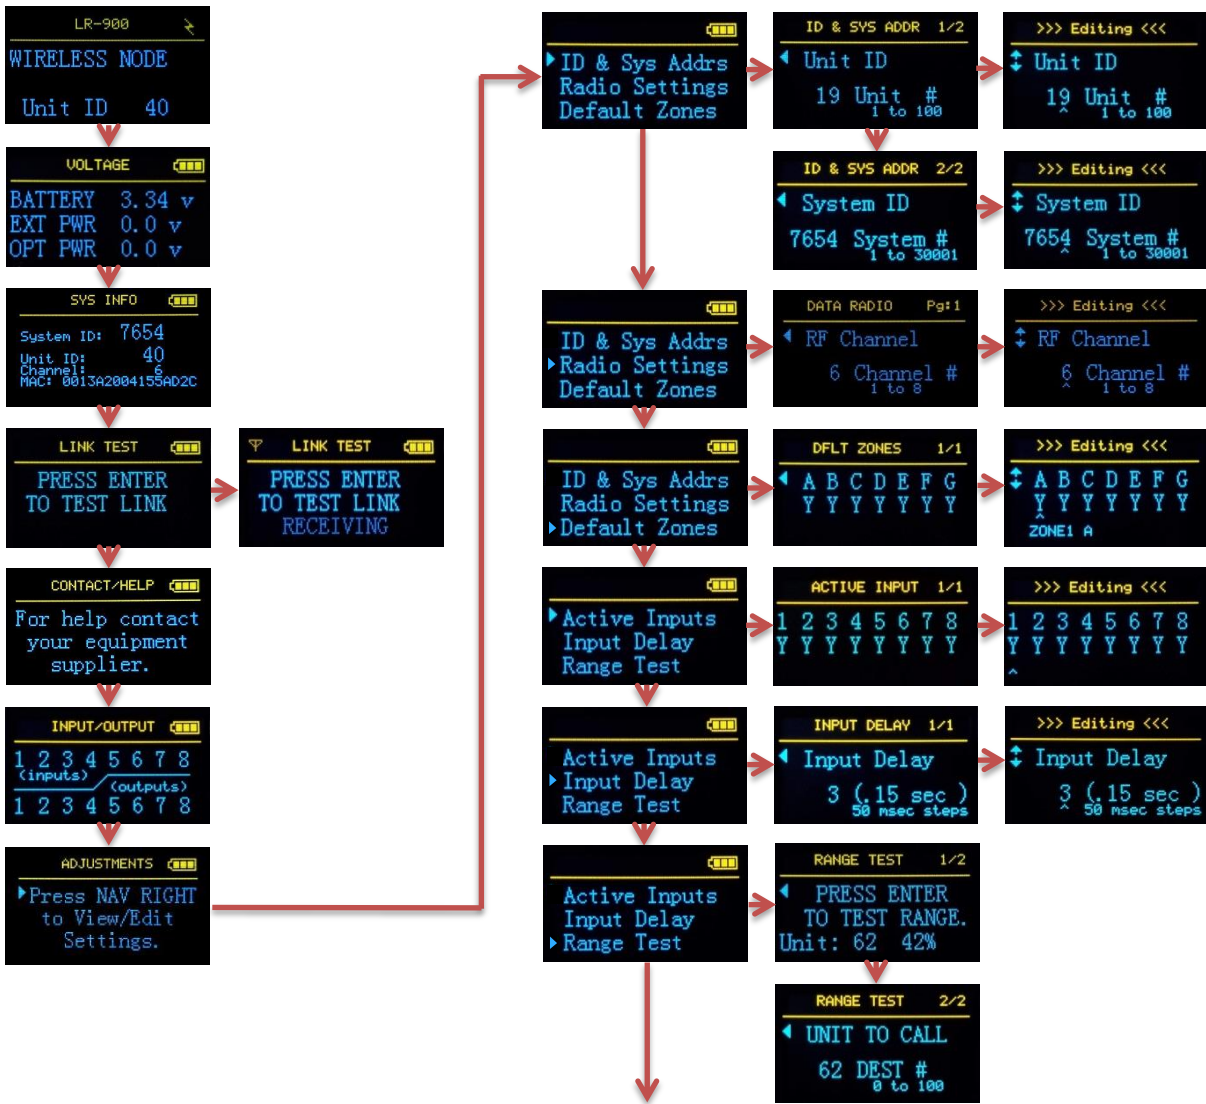 LR-900
WIRELESS NODE
Unit ID 40
VOLTAGE
BATTERY 3.34 v
EXT PWR 0.0 v
OPT PWR 0.0 v
SYS INFO
System ID: 7654
Unit ID: 40
Channel: 6
MAC: 0013A2004155AD2C
LINK TEST
PRESS ENTER
TO TEST LINK
LINK TEST
PRESS ENTER
TO TEST LINK
RECEIVING
CONTACT/HELP
For help contact
your equipment
supplier.
INPUT/OUTPUT
1 2 3 4 5 6 7 8
(inputs)
(outputs)
1 2 3 4 5 6 7 8
ADJUSTMENTS
Press NAV RIGHT
to View/Edit
Settings.
ID & Sys Addrs
Radio Settings
Default Zones
ID & SYS ADDR 1/2
Unit ID
19 Unit #
1 to 100
>>> Editing <<<
Unit ID
19 Unit #
^ 1 to 100
ID & SYS ADDR 2/2
System ID
7654 System #
1 to 30001
>>> Editing <<<
System ID
7654 System #
^ 1 to 30001
ID & Sys Addrs
Radio Settings
Default Zones
DATA RADIO Pg:1
RF Channel
6 Channel #
1 to 8
>>> Editing <<<
RF Channel
6 Channel #
^ 1 to 8
ID & Sys Addrs
Radio Settings
Default Zones
DFLT ZONES 1/1
A B C D E F G
Y Y Y Y Y Y Y
>>> Editing <<<
A B C D E F G
Y Y Y Y Y Y Y
^
ZONE1 A
Active Inputs
Input Delay
Range Test
ACTIVE INPUT 1/1
1 2 3 4 5 6 7 8
Y Y Y Y Y Y Y Y
>>> Editing <<<
1 2 3 4 5 6 7 8
Y Y Y Y Y Y Y Y
^
Active Inputs
Input Delay
Range Test
INPUT DELAY 1/1
Input Delay
3 (.15 sec )
50 msec steps
>>> Editing <<<
Input Delay
3 (.15 sec )
^ 50 msec steps
Active Inputs
Input Delay
Range Test
RANGE TEST 1/2
PRESS ENTER
TO TEST RANGE.
Unit: 62 42%
RANGE TEST 2/2
UNIT TO CALL
62 DEST #
0 to 100